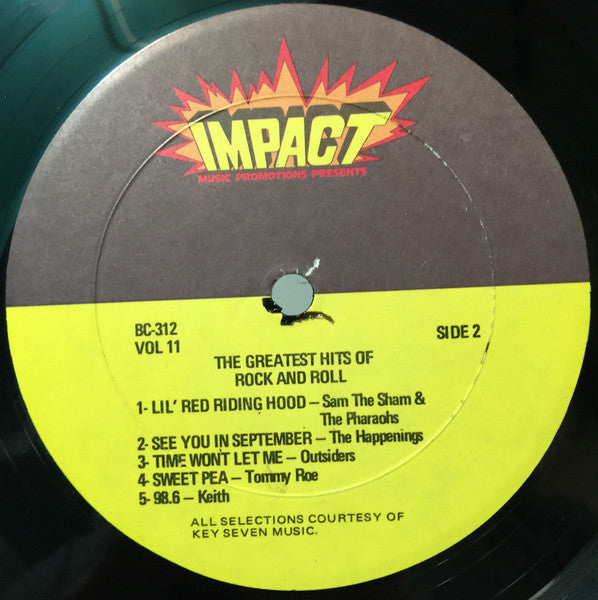 IMPACT
MUSIC PROMOTIONS PRESENTS
BC-312
VOL 11
SIDE 2
THE GREATEST HITS OF
ROCK AND ROLL
1- LIL' RED RIDING HOOD – Sam The Sham &
The Pharaohs
2- SEE YOU IN SEPTEMBER – The Happenings
3- TIME WONT LET ME – Outsiders
4- SWEET PEA – Tommy Roe
5- 98.6 – Keith
ALL SELECTIONS COURTESY OF
KEY SEVEN MUSIC.